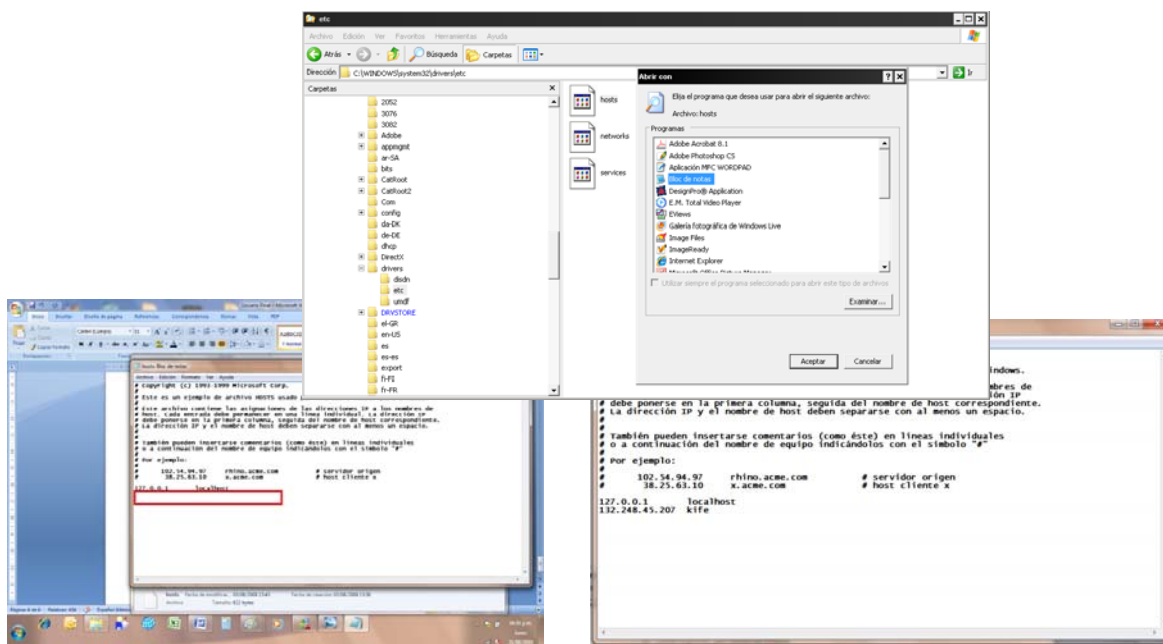 etc
Archivo Edición Ver Favoritos Herramientas Ayuda
Atrás Búsqueda Carpetas
Dirección C:\WINDOWS\system32\drivers\etc Ir
Carpetas
2052
3076
3082
Adobe
appmgmt
ar-SA
bits
CatRoot
CatRoot2
Com
config
da-DK
de-DE
dhcp
DirectX
drivers
disdn
etc
umdf
DRVSTORE
el-GR
en-US
es
es-es
export
fi-FI
fr-FR
hosts
networks
services
Abrir con
Elija el programa que desea usar para abrir el siguiente archivo:
Archivo: hosts
Programas
Adobe Acrobat 8.1
Adobe Photoshop CS
Aplicación MFC WORDPAD
Bloc de notas
DesignPro® Application
E.M. Total Video Player
EViews
Galería fotográfica de Windows Live
Image Files
ImageReady
Internet Explorer
Utilizar siempre el programa seleccionado para abrir este tipo de archivos
Examinar...
Aceptar Cancelar
# Copyright (c) 1993-1999 Microsoft Corp.
#
# Este es un ejemplo de archivo HOSTS usado
#
# Este archivo contiene las asignaciones de las direcciones IP a los nombres de
# host. Cada entrada debe permanecer en una línea individual. La dirección IP
# debe ponerse en la primera columna, seguida del nombre de host correspondiente.
# La dirección IP y el nombre de host deben separarse con al menos un espacio.
#
#
# También pueden insertarse comentarios (como éste) en líneas individuales
# o a continuación del nombre de equipo indicándolos con el símbolo "#"
#
# Por ejemplo:
#
# 102.54.94.97 rhino.acme.com # servidor origen
# 38.25.63.10 x.acme.com # host cliente x
127.0.0.1 localhost
indows.
mbres de
ón IP
# debe ponerse en la primera columna, seguida del nombre de host correspondiente.
# La dirección IP y el nombre de host deben separarse con al menos un espacio.
#
#
# También pueden insertarse comentarios (como éste) en líneas individuales
# o a continuación del nombre de equipo indicándolos con el símbolo "#"
#
# Por ejemplo:
#
# 102.54.94.97 rhino.acme.com # servidor origen
# 38.25.63.10 x.acme.com # host cliente x
127.0.0.1 localhost
132.248.45.207 kife